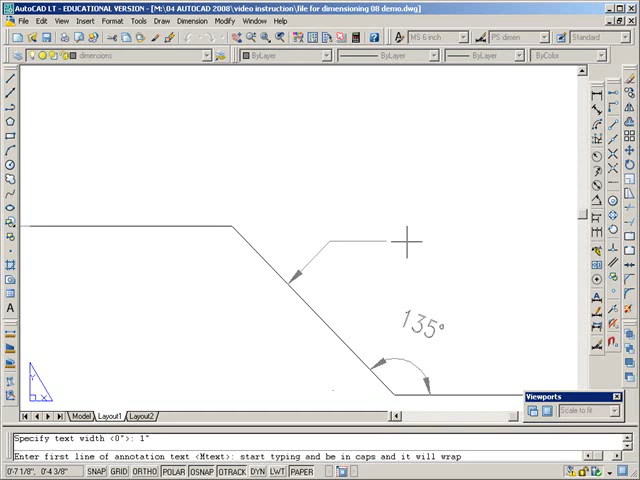 AutoCAD LT - EDUCATIONAL VERSION - [M:\04 AUTOCAD 2008\video instruction\file for dimensioning 08 demo.dwg]
File Edit View Insert Format Tools Draw Dimension Modify Window Help
MS 6 inch PS desen Standard
dimensions ByLayer ByLayer ByLayer ByColor
135°
Y
X
Viewports
Scale to fit
Model Layout1 Layout2
Specify text width <0">: 1"
Enter first line of annotation text <Mtext>: start typing and be in caps and it will wrap
0'-7 1/8", 0'-4 3/8" SNAP GRID ORTHO POLAR OSNAP OTRACK DYN LWT PAPER